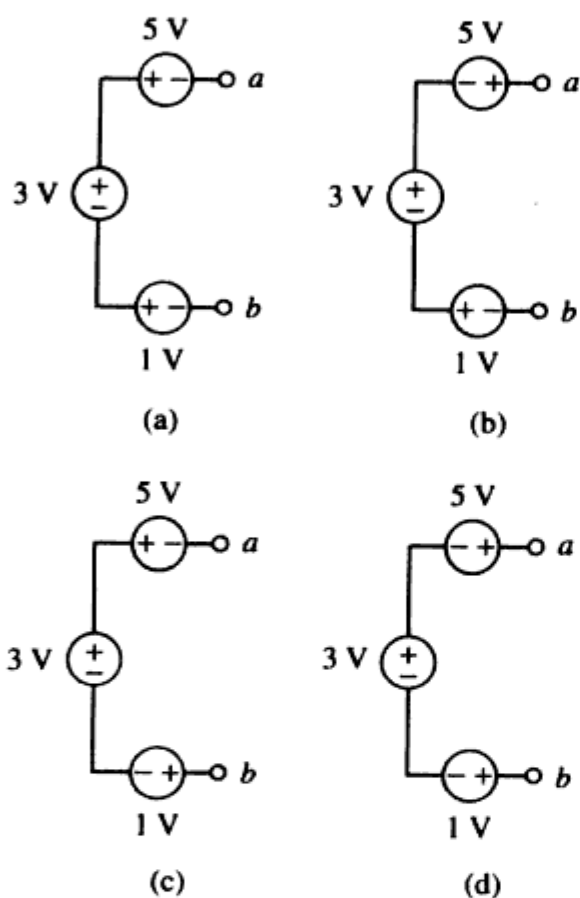 5 V
+ − a
3 V
+
−
+ − b
1 V
(a)
5 V
− + a
3 V
+
−
+ − b
1 V
(b)
5 V
+ − a
3 V
+
−
− + b
1 V
(c)
5 V
− + a
3 V
+
−
− + b
1 V
(d)